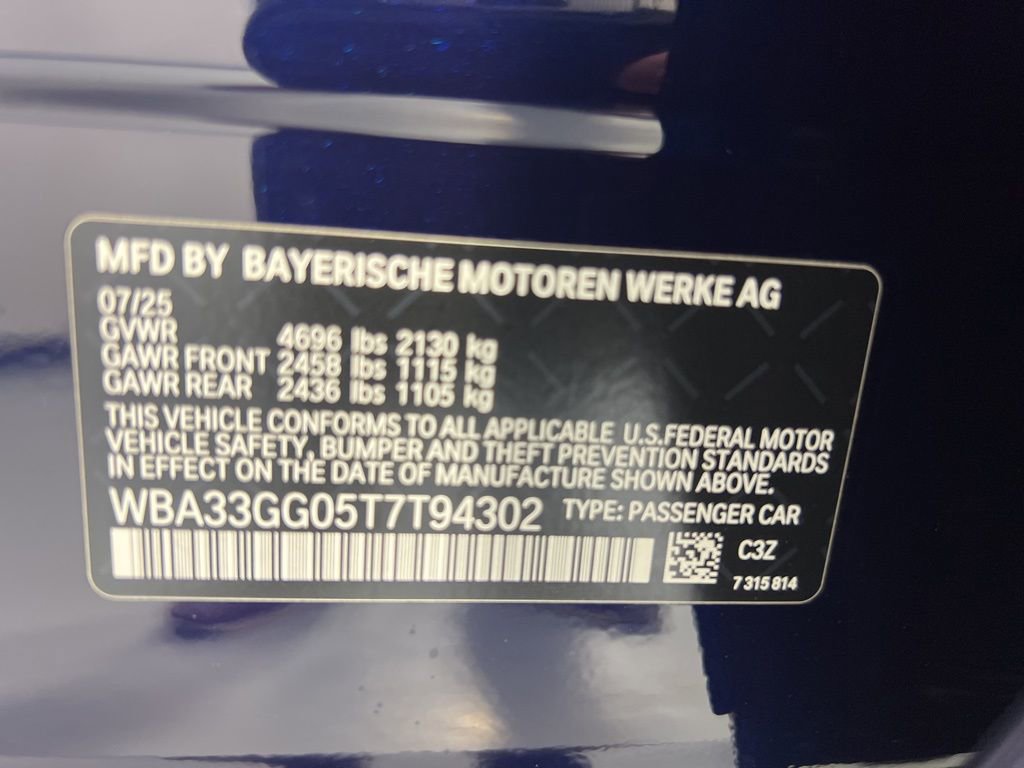 MFD BY BAYERISCHE MOTOREN WERKE AG
07/25
GVWR 4696 lbs 2130 kg
GAWR FRONT 2458 lbs 1115 kg
GAWR REAR 2436 lbs 1105 kg
THIS VEHICLE CONFORMS TO ALL APPLICABLE U.S.FEDERAL MOTOR
VEHICLE SAFETY, BUMPER AND THEFT PREVENTION STANDARDS
IN EFFECT ON THE DATE OF MANUFACTURE SHOWN ABOVE.
WBA33GG05T7T94302 TYPE: PASSENGER CAR
C3Z
7 315 814